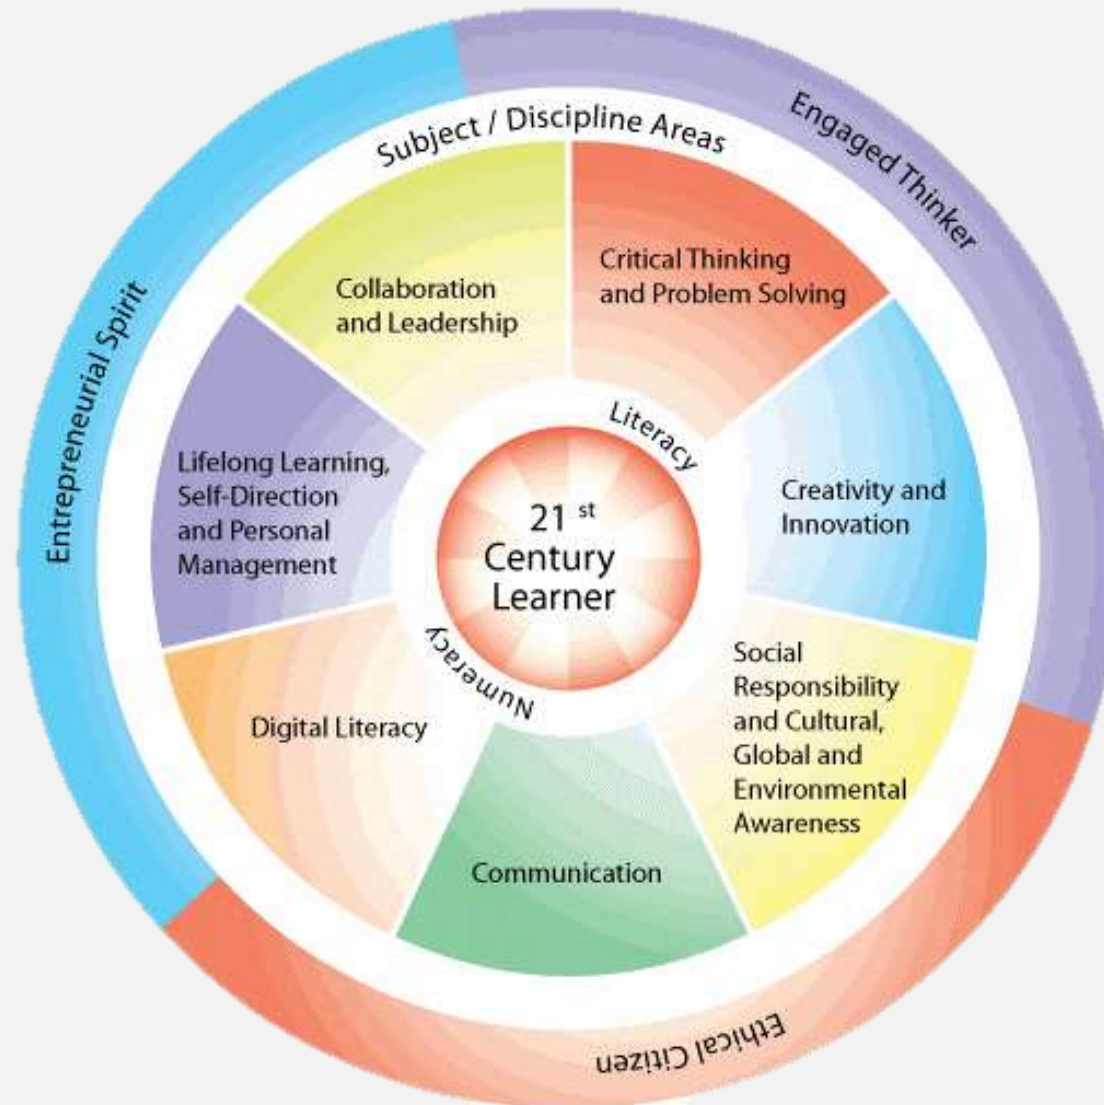 Engaged Thinker
Subject / Discipline Areas
Entrepreneurial Spirit
Collaboration
and Leadership
Critical Thinking
and Problem Solving
Literacy
Lifelong Learning,
Self-Direction
and Personal
Management
21 st
Century
Learner
Creativity and
Innovation
Numeracy
Digital Literacy
Social
Responsibility
and Cultural,
Global and
Environmental
Awareness
Communication
Ethical Citizen